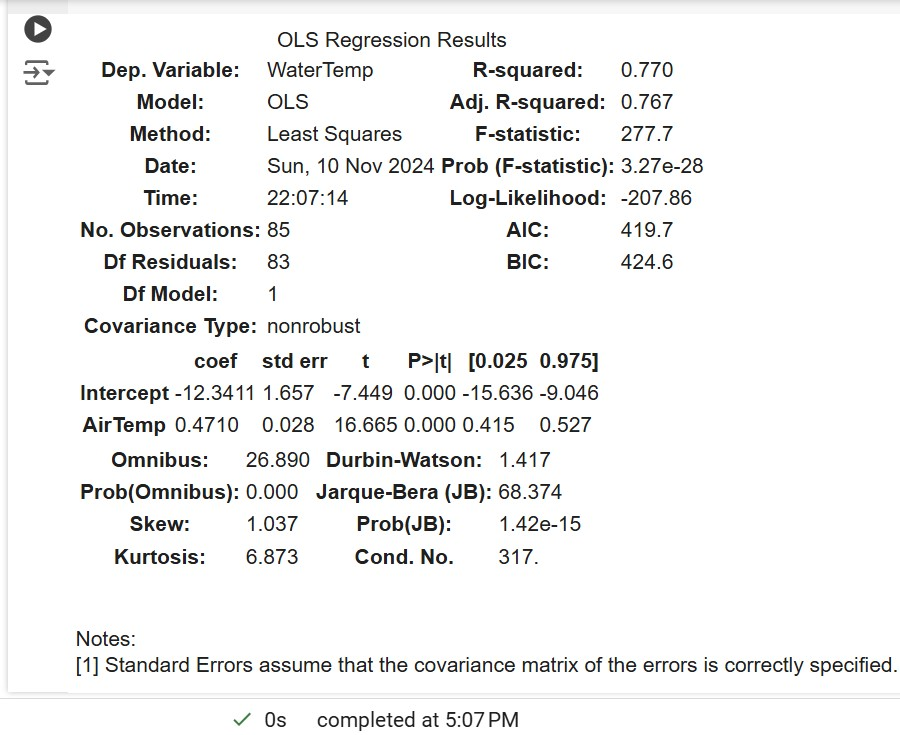 OLS Regression Results
Dep. Variable: WaterTemp R-squared: 0.770
Model: OLS Adj. R-squared: 0.767
Method: Least Squares F-statistic: 277.7
Date: Sun, 10 Nov 2024 Prob (F-statistic): 3.27e-28
Time: 22:07:14 Log-Likelihood: -207.86
No. Observations: 85 AIC: 419.7
Df Residuals: 83 BIC: 424.6
Df Model: 1
Covariance Type: nonrobust
coef std err t P>|t| [0.025 0.975]
Intercept -12.3411 1.657 -7.449 0.000 -15.636 -9.046
AirTemp 0.4710 0.028 16.665 0.000 0.415 0.527
Omnibus: 26.890 Durbin-Watson: 1.417
Prob(Omnibus): 0.000 Jarque-Bera (JB): 68.374
Skew: 1.037 Prob(JB): 1.42e-15
Kurtosis: 6.873 Cond. No. 317.
Notes:
[1] Standard Errors assume that the covariance matrix of the errors is correctly specified.
0s completed at 5:07 PM